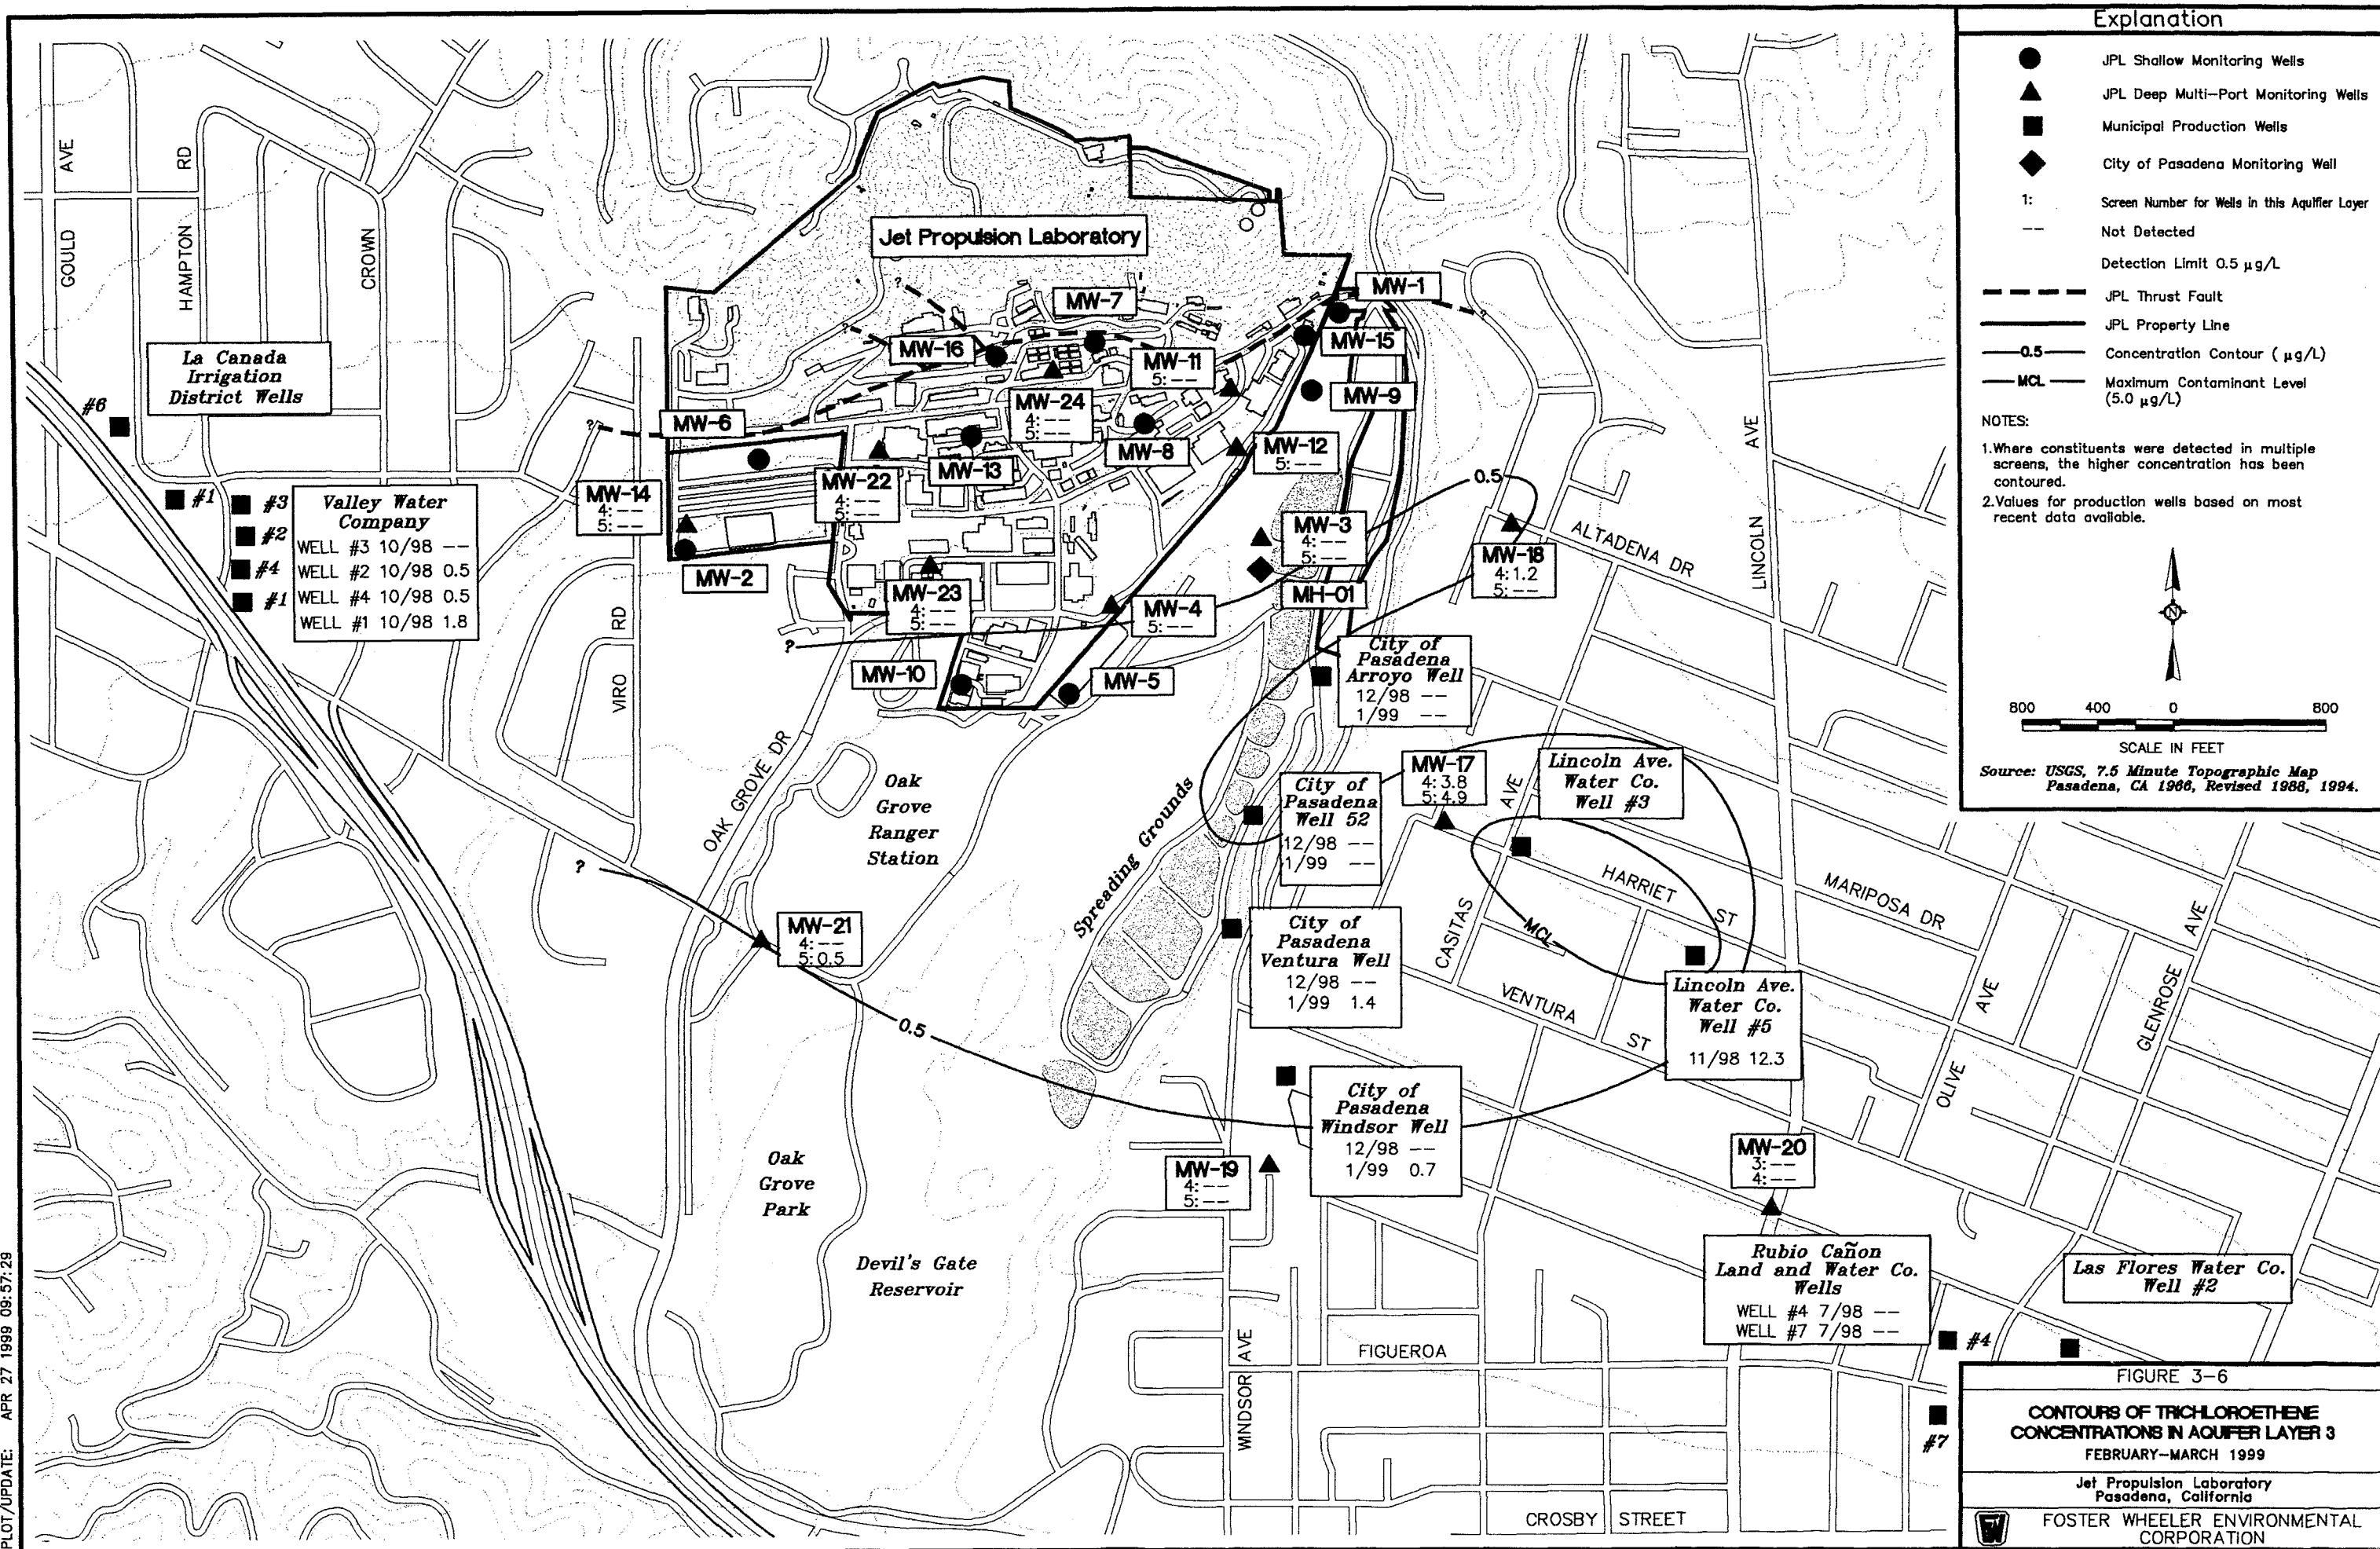 Explanation
JPL Shallow Monitoring Wells
JPL Deep Multi-Port Monitoring Wells
Municipal Production Wells
City of Pasadena Monitoring Well
1: Screen Number for Wells in this Aquifier Layer
-- Not Detected
Detection Limit 0.5 µg/L
JPL Thrust Fault
JPL Property Line
0.5 Concentration Contour ( µg/L)
MCL Maximum Contaminant Level
(5.0 µg/L)
NOTES:
1.Where constituents were detected in multiple
screens, the higher concentration has been
contoured.
2.Values for production wells based on most
recent data available.
N
800 400 0 800
SCALE IN FEET
Source: USGS, 7.5 Minute Topographic Map
Pasadena, CA 1966, Revised 1988, 1994.
GOULD AVE
HAMPTON RD
CROWN
La Canada
Irrigation
District Wells
#6
#1
#3
#2
#4
#1
Valley Water
Company
WELL #3 10/98 --
WELL #2 10/98 0.5
WELL #4 10/98 0.5
WELL #1 10/98 1.8
VIRO RD
Jet Propulsion Laboratory
?
?
?
MW-7
MW-1
MW-16
MW-11
5: --
MW-15
MW-9
MW-6
MW-24
4: --
5: --
MW-8
MW-12
5: --
MW-13
MW-14
4: --
5: --
MW-22
4: --
5: --
MW-3
4: --
5: --
0.5
MW-18
4: 1.2
5: --
ALTADENA DR
LINCOLN AVE
MW-2
MW-23
4: --
5: --
MW-4
5: --
MH-01
?
?
MW-10
MW-5
City of
Pasadena
Arroyo Well
12/98 --
1/99 --
OAK GROVE DR
Oak
Grove
Ranger
Station
Spreading Grounds
City of
Pasadena
Well 52
12/98 --
1/99 --
MW-17
4: 3.8
5: 4.9
Lincoln Ave.
Water Co.
Well #3
CASITAS AVE
HARRIET ST
MARIPOSA DR
MCL
?
MW-21
4: --
5: 0.5
0.5
City of
Pasadena
Ventura Well
12/98 --
1/99 1.4
VENTURA ST
Lincoln Ave.
Water Co.
Well #5
11/98 12.3
OLIVE AVE
GLENROSE AVE
City of
Pasadena
Windsor Well
12/98 --
1/99 0.7
MW-19
4: --
5: --
MW-20
3: --
4: --
Oak
Grove
Park
Devil's Gate
Reservoir
Rubio Cañon
Land and Water Co.
Wells
WELL #4 7/98 --
WELL #7 7/98 --
#4
#7
Las Flores Water Co.
Well #2
WINDSOR AVE
FIGUEROA
CROSBY STREET
FIGURE 3-6
CONTOURS OF TRICHLOROETHENE
CONCENTRATIONS IN AQUIFER LAYER 3
FEBRUARY-MARCH 1999
Jet Propulsion Laboratory
Pasadena, California
FOSTER WHEELER ENVIRONMENTAL
CORPORATION
PLOT/UPDATE: APR 27 1999 09:57:29